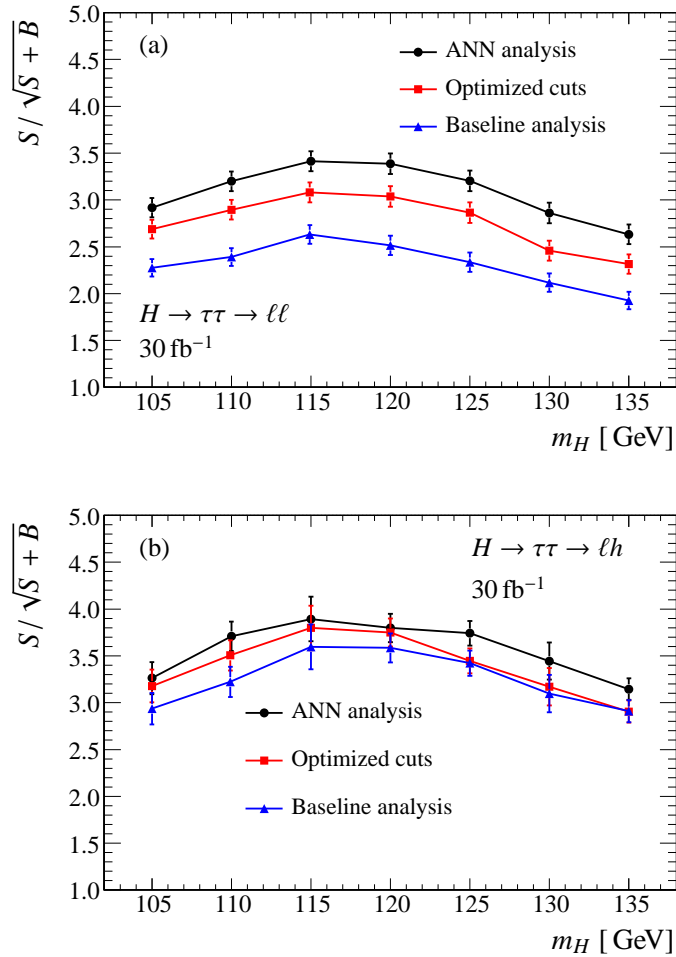 (a)
ANN analysis
Optimized cuts
Baseline analysis
S / √S + B
5.0
4.5
4.0
3.5
3.0
2.5
2.0
1.5
1.0
H → ττ → ℓℓ
30 fb⁻¹
105 110 115 120 125 130 135
m_H [ GeV]
(b)
H → ττ → ℓh
30 fb⁻¹
S / √S + B
5.0
4.5
4.0
3.5
3.0
2.5
2.0
1.5
1.0
ANN analysis
Optimized cuts
Baseline analysis
105 110 115 120 125 130 135
m_H [ GeV]